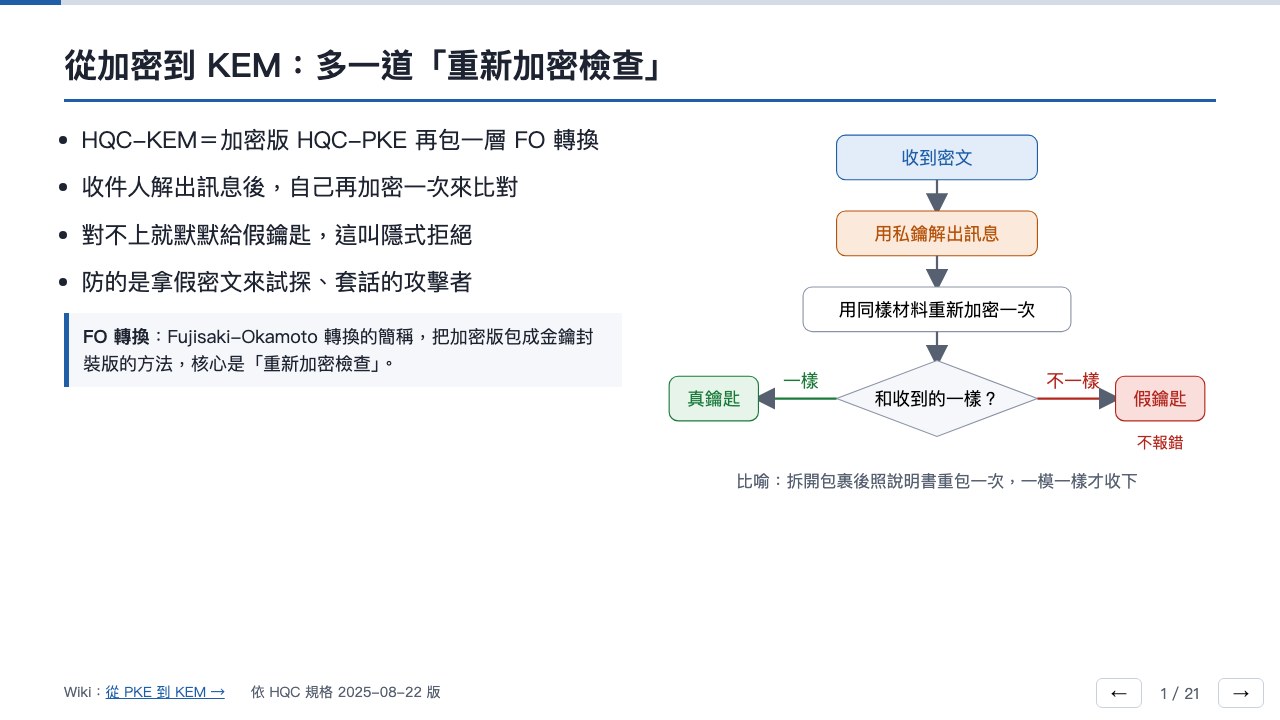 從加密到 KEM：多一道「重新加密檢查」
• HQC-KEM＝加密版 HQC-PKE 再包一層 FO 轉換
• 收件人解出訊息後，自己再加密一次來比對
• 對不上就默默給假鑰匙，這叫隱式拒絕
• 防的是拿假密文來試探、套話的攻擊者
FO 轉換：Fujisaki-Okamoto 轉換的簡稱，把加密版包成金鑰封
裝版的方法，核心是「重新加密檢查」。
收到密文
用私鑰解出訊息
用同樣材料重新加密一次
和收到的一樣？
一樣
真鑰匙
不一樣
假鑰匙
不報錯
比喻：拆開包裹後照說明書重包一次，一模一樣才收下
Wiki：從 PKE 到 KEM → 依 HQC 規格 2025-08-22 版
← 1 / 21 →